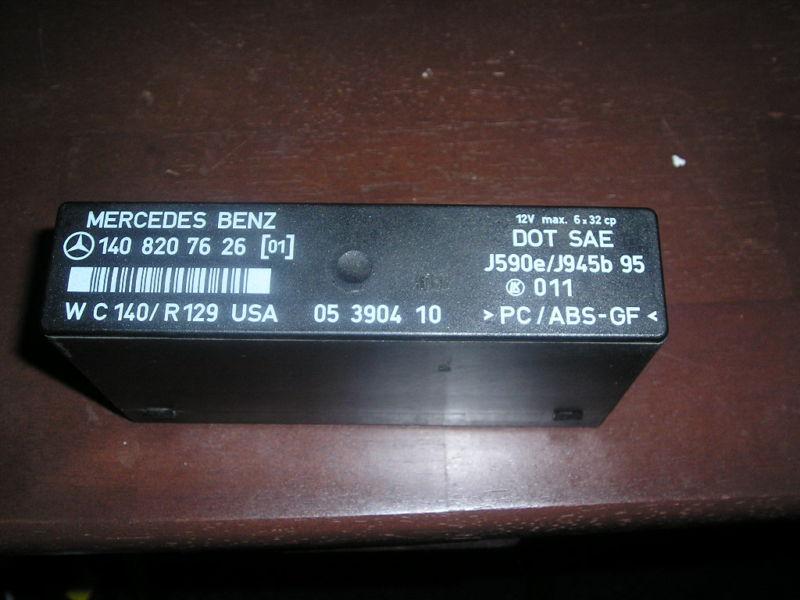 MERCEDES BENZ
140 820 76 26 [01]
W C 140/ R 129 USA 05 3904 10
12V max. 6 x 32 cp
DOT SAE
J590e/J945b 95
K 011
> PC / ABS-GF <